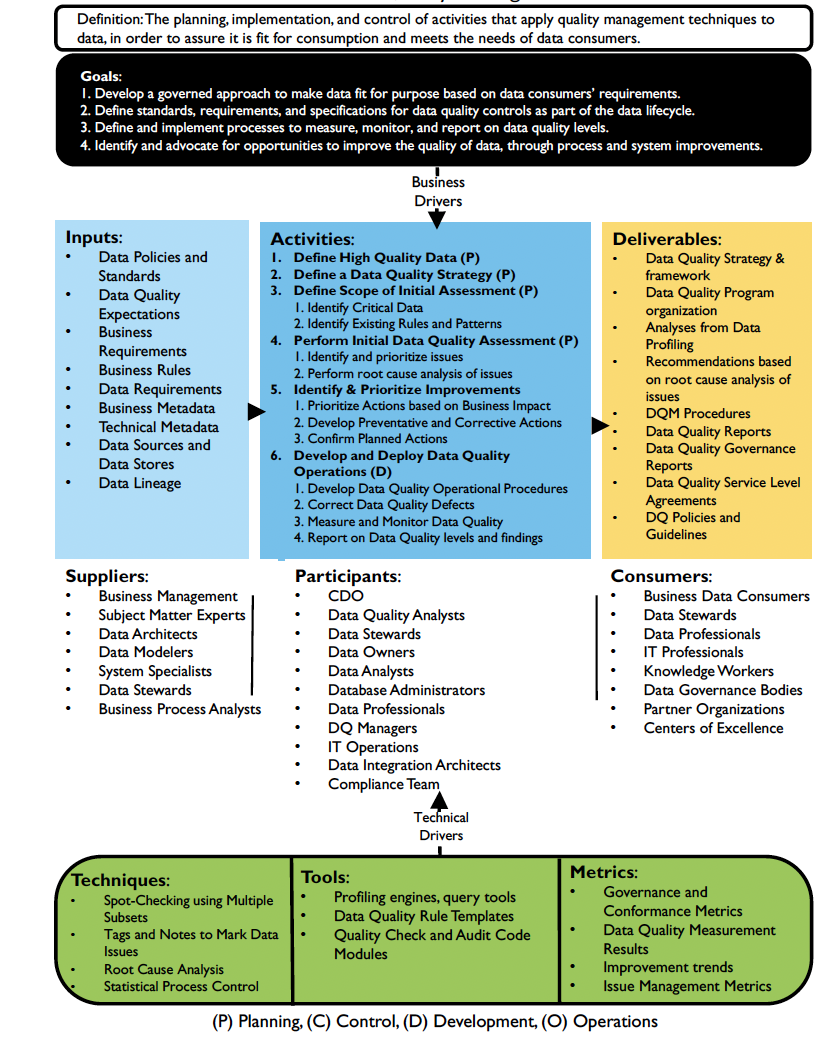 Definition: The planning, implementation, and control of activities that apply quality management techniques to
data, in order to assure it is fit for consumption and meets the needs of data consumers.
Goals:
1. Develop a governed approach to make data fit for purpose based on data consumers' requirements.
2. Define standards, requirements, and specifications for data quality controls as part of the data lifecycle.
3. Define and implement processes to measure, monitor, and report on data quality levels.
4. Identify and advocate for opportunities to improve the quality of data, through process and system improvements.
Business
Drivers
Inputs:
• Data Policies and
Standards
• Data Quality
Expectations
• Business
Requirements
• Business Rules
• Data Requirements
• Business Metadata
• Technical Metadata
• Data Sources and
Data Stores
• Data Lineage
Activities:
1. Define High Quality Data (P)
2. Define a Data Quality Strategy (P)
3. Define Scope of Initial Assessment (P)
1. Identify Critical Data
2. Identify Existing Rules and Patterns
4. Perform Initial Data Quality Assessment (P)
1. Identify and prioritize issues
2. Perform root cause analysis of issues
5. Identify & Prioritize Improvements
1. Prioritize Actions based on Business Impact
2. Develop Preventative and Corrective Actions
3. Confirm Planned Actions
6. Develop and Deploy Data Quality
Operations (D)
1. Develop Data Quality Operational Procedures
2. Correct Data Quality Defects
3. Measure and Monitor Data Quality
4. Report on Data Quality levels and findings
Deliverables:
• Data Quality Strategy &
framework
• Data Quality Program
organization
• Analyses from Data
Profiling
• Recommendations based
on root cause analysis of
issues
• DQM Procedures
• Data Quality Reports
• Data Quality Governance
Reports
• Data Quality Service Level
Agreements
• DQ Policies and
Guidelines
Suppliers:
• Business Management
• Subject Matter Experts
• Data Architects
• Data Modelers
• System Specialists
• Data Stewards
• Business Process Analysts
Participants:
• CDO
• Data Quality Analysts
• Data Stewards
• Data Owners
• Data Analysts
• Database Administrators
• Data Professionals
• DQ Managers
• IT Operations
• Data Integration Architects
• Compliance Team
Consumers:
• Business Data Consumers
• Data Stewards
• Data Professionals
• IT Professionals
• Knowledge Workers
• Data Governance Bodies
• Partner Organizations
• Centers of Excellence
Technical
Drivers
Techniques:
• Spot-Checking using Multiple
Subsets
• Tags and Notes to Mark Data
Issues
• Root Cause Analysis
• Statistical Process Control
Tools:
• Profiling engines, query tools
• Data Quality Rule Templates
• Quality Check and Audit Code
Modules
Metrics:
• Governance and
Conformance Metrics
• Data Quality Measurement
Results
• Improvement trends
• Issue Management Metrics
(P) Planning, (C) Control, (D) Development, (O) Operations